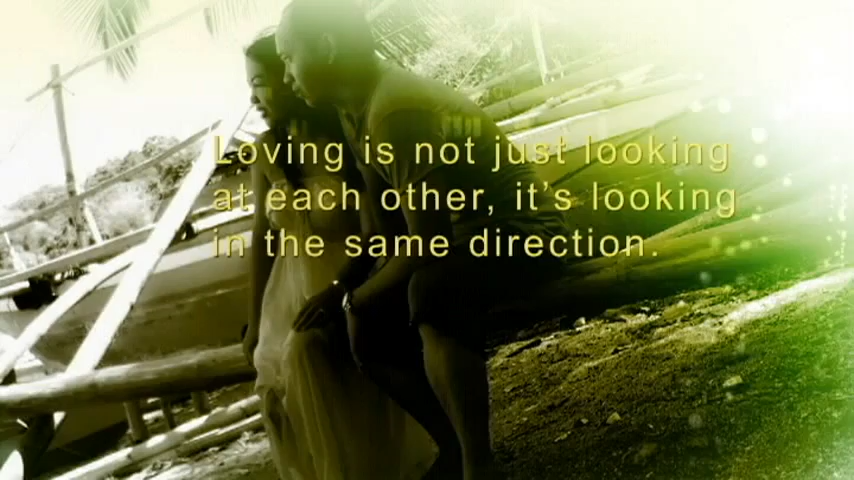 Loving is not just looking
at each other, it’s looking
in the same direction.